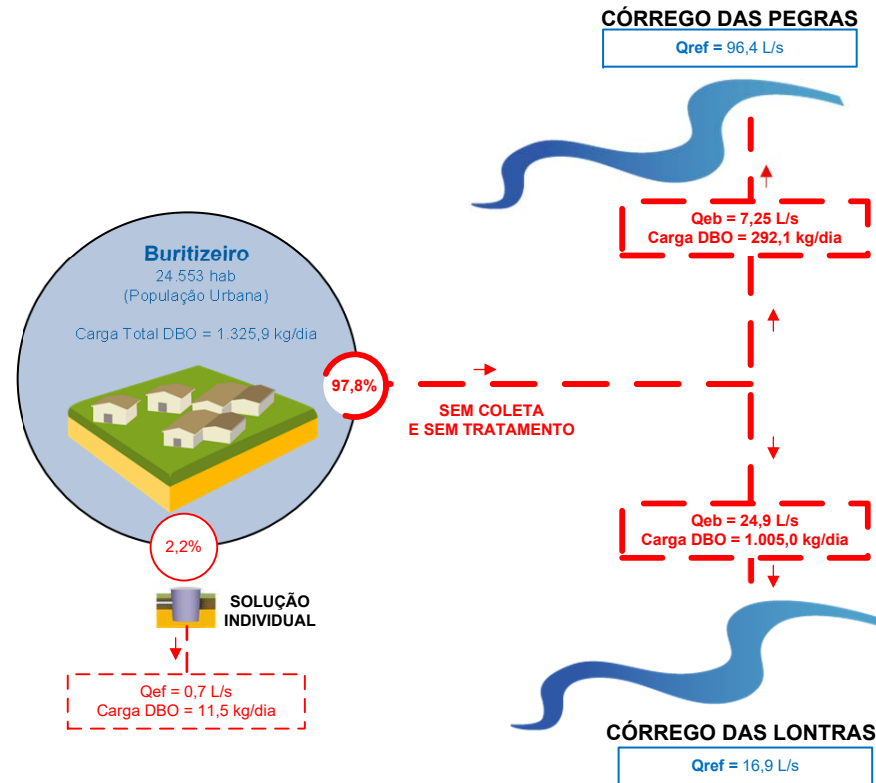 CÓRREGO DAS PEGRAS
Qref = 96,4 L/s
Qeb = 7,25 L/s
Carga DBO = 292,1 kg/dia
Buritizeiro
24.553 hab
(População Urbana)
Carga Total DBO = 1.325,9 kg/dia
97,8%
SEM COLETA
E SEM TRATAMENTO
Qeb = 24,9 L/s
Carga DBO = 1.005,0 kg/dia
2,2%
SOLUÇÃO
INDIVIDUAL
Qef = 0,7 L/s
Carga DBO = 11,5 kg/dia
CÓRREGO DAS LONTRAS
Qref = 16,9 L/s